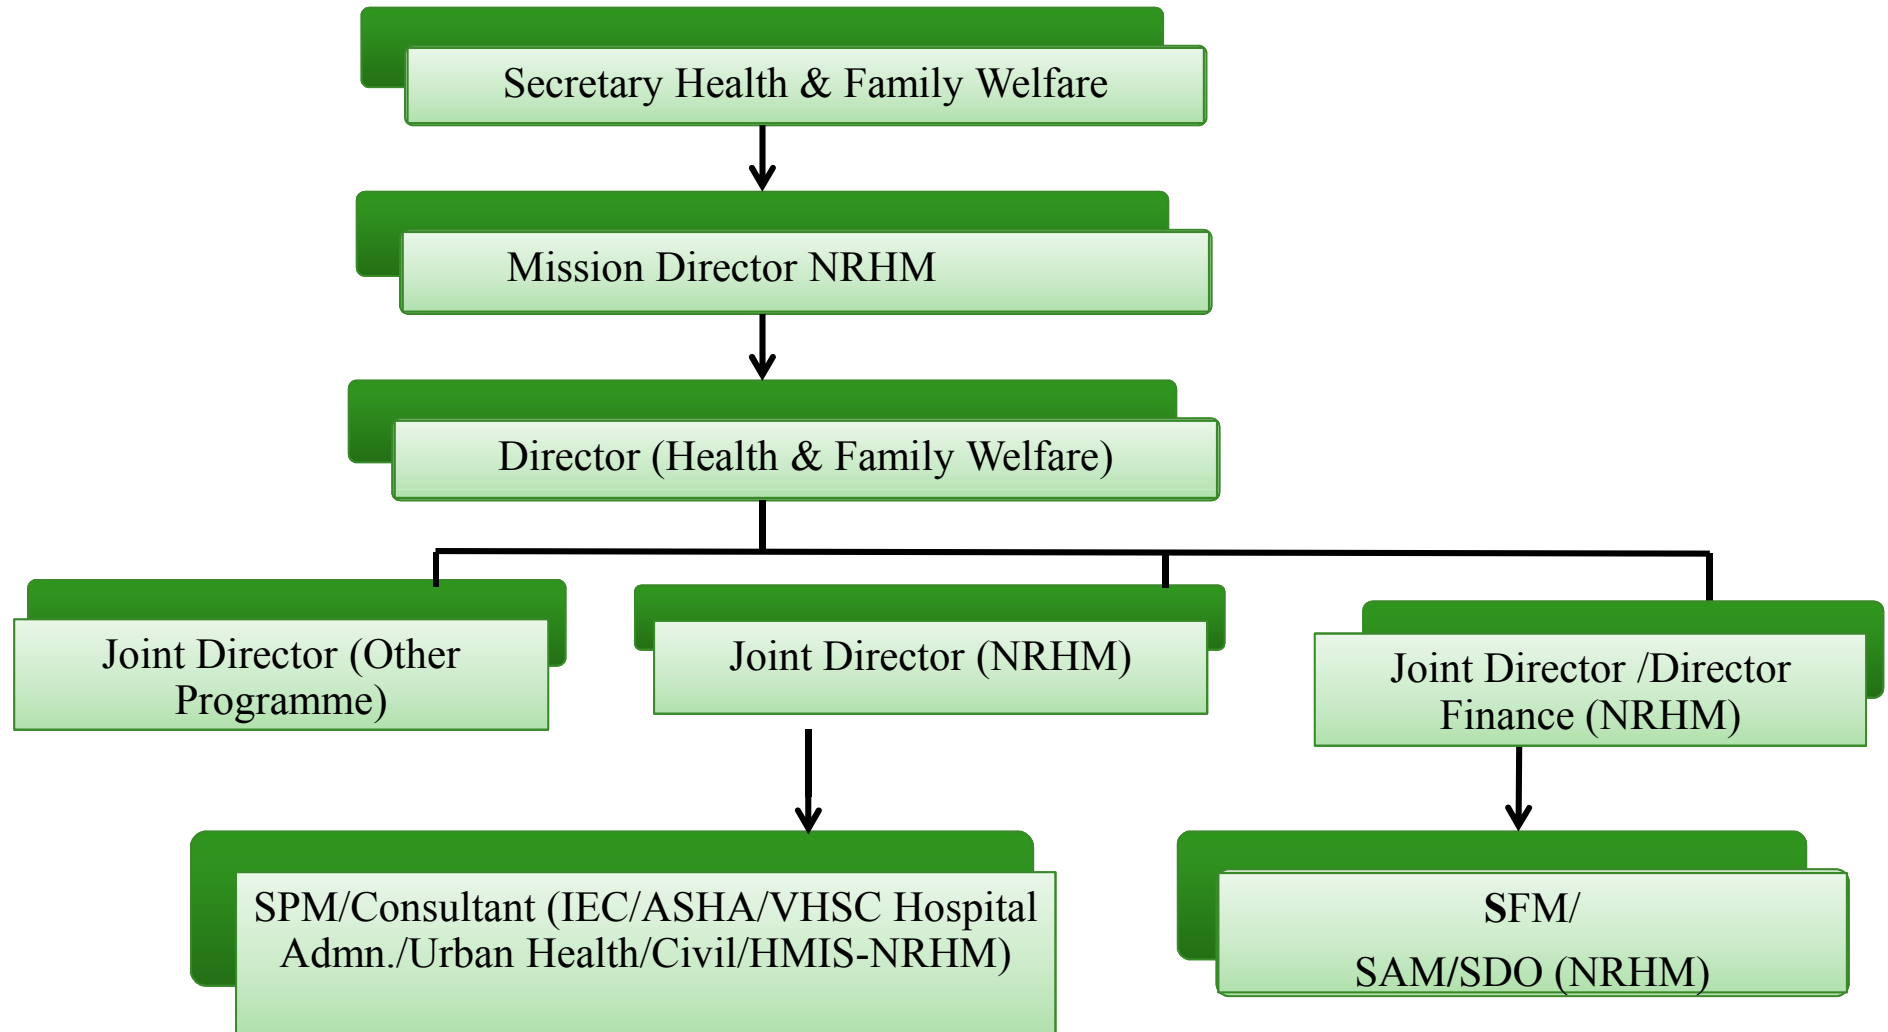 Secretary Health & Family Welfare
Mission Director NRHM
Director (Health & Family Welfare)
Joint Director (Other
Programme)
Joint Director (NRHM)
Joint Director /Director
Finance (NRHM)
SPM/Consultant (IEC/ASHA/VHSC Hospital
Admn./Urban Health/Civil/HMIS-NRHM)
SFM/
SAM/SDO (NRHM)